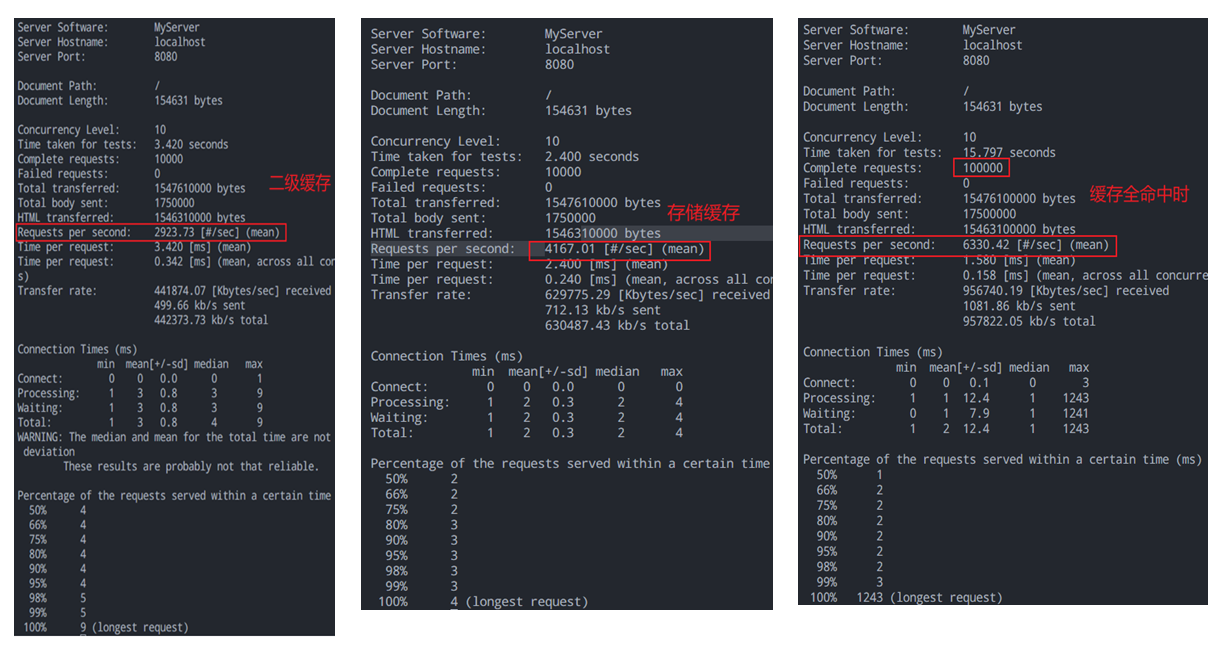 Server Software: MyServer
Server Hostname: localhost
Server Port: 8080
Document Path: /
Document Length: 154631 bytes
Concurrency Level: 10
Time taken for tests: 3.420 seconds
Complete requests: 10000
Failed requests: 0
Total transferred: 1547610000 bytes
二级缓存
Total body sent: 1750000
HTML transferred: 1546310000 bytes
Requests per second: 2923.73 [#/sec] (mean)
Time per request: 3.420 [ms] (mean)
Time per request: 0.342 [ms] (mean, across all con
s)
Transfer rate: 441874.07 [Kbytes/sec] received
499.66 kb/s sent
442373.73 kb/s total
Connection Times (ms)
min mean[+/-sd] median max
Connect: 0 0 0.0 0 1
Processing: 1 3 0.8 3 9
Waiting: 1 3 0.8 3 9
Total: 1 3 0.8 4 9
WARNING: The median and mean for the total time are not
deviation
These results are probably not that reliable.
Percentage of the requests served within a certain time
50% 4
66% 4
75% 4
80% 4
90% 4
95% 4
98% 5
99% 5
100% 9 (longest request)
Server Software: MyServer
Server Hostname: localhost
Server Port: 8080
Document Path: /
Document Length: 154631 bytes
Concurrency Level: 10
Time taken for tests: 2.400 seconds
Complete requests: 10000
Failed requests: 0
Total transferred: 1547610000 bytes
Total body sent: 1750000
存储缓存
HTML transferred: 1546310000 bytes
Requests per second: 4167.01 [#/sec] (mean)
Time per request: 2.400 [ms] (mean)
Time per request: 0.240 [ms] (mean, across all con
Transfer rate: 629775.29 [Kbytes/sec] received
712.13 kb/s sent
630487.43 kb/s total
Connection Times (ms)
min mean[+/-sd] median max
Connect: 0 0 0.0 0 0
Processing: 1 2 0.3 2 4
Waiting: 1 2 0.3 2 4
Total: 1 2 0.3 2 4
Percentage of the requests served within a certain time
50% 2
66% 2
75% 2
80% 3
90% 3
95% 3
98% 3
99% 3
100% 4 (longest request)
Server Software: MyServer
Server Hostname: localhost
Server Port: 8080
Document Path: /
Document Length: 154631 bytes
Concurrency Level: 10
Time taken for tests: 15.797 seconds
Complete requests: 100000
Failed requests: 0
Total transferred: 15476100000 bytes
缓存全命中时
Total body sent: 17500000
HTML transferred: 15463100000 bytes
Requests per second: 6330.42 [#/sec] (mean)
Time per request: 1.580 [ms] (mean)
Time per request: 0.158 [ms] (mean, across all concurre
Transfer rate: 956740.19 [Kbytes/sec] received
1081.86 kb/s sent
957822.05 kb/s total
Connection Times (ms)
min mean[+/-sd] median max
Connect: 0 0 0.1 0 3
Processing: 1 1 12.4 1 1243
Waiting: 0 1 7.9 1 1241
Total: 1 2 12.4 1 1243
Percentage of the requests served within a certain time (ms)
50% 1
66% 2
75% 2
80% 2
90% 2
95% 2
98% 2
99% 3
100% 1243 (longest request)